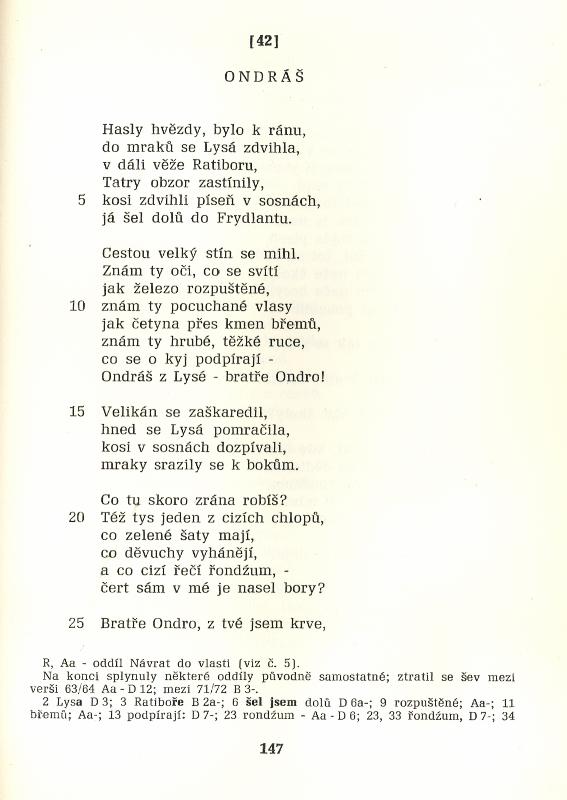 [42]
ONDRÁŠ
Hasly hvězdy, bylo k ránu,
do mraků se Lysá zdvihla,
v dáli věže Ratiboru,
Tatry obzor zastínily,
5 kosi zdvihli píseň v sosnách,
já šel dolů do Frydlantu.
Cestou velký stín se mihl.
Znám ty oči, co se svítí
jak železo rozpuštěné,
10 znám ty pocuchané vlasy
jak četyna přes kmen břemů,
znám ty hrubé, těžké ruce,
co se o kyj podpírají -
Ondráš z Lysé - bratře Ondro!
15 Velikán se zaškaredil,
hned se Lysá pomračila,
kosi v sosnách dozpívali,
mraky srazily se k bokům.
Co tu skoro zrána robíš?
20 Též tys jeden z cizích chlopů,
co zelené šaty mají,
co děvuchy vyhánějí,
a co cizí řečí řondźum, -
čert sám v mé je nasel bory?
25 Bratře Ondro, z tvé jsem krve,
R, Aa - oddíl Návrat do vlasti (viz č. 5).
Na konci splynuly některé oddíly původně samostatné; ztratil se šev mezi
verši 63/64 Aa - D 12; mezi 71/72 B 3-.
2 Lysa D 3; 3 Ratiboře B 2a-; 6 šel jsem dolů D 6a-; 9 rozpuštěné; Aa-; 11
břemů; Aa-; 13 podpírají: D 7-; 23 rondźum - Aa - D 6; 23, 33 řondźum, D 7-; 34
147